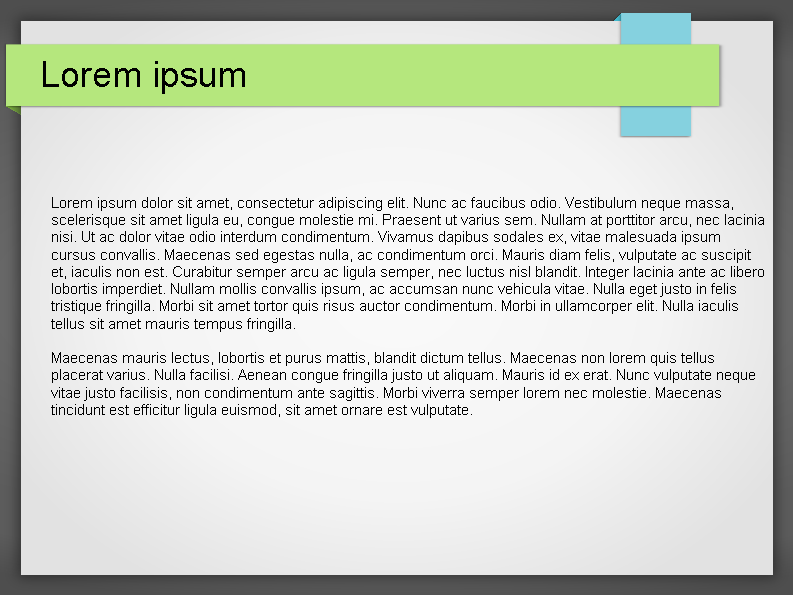 Lorem ipsum
Lorem ipsum dolor sit amet, consectetur adipiscing elit. Nunc ac faucibus odio. Vestibulum neque massa,
scelerisque sit amet ligula eu, congue molestie mi. Praesent ut varius sem. Nullam at porttitor arcu, nec lacinia
nisi. Ut ac dolor vitae odio interdum condimentum. Vivamus dapibus sodales ex, vitae malesuada ipsum
cursus convallis. Maecenas sed egestas nulla, ac condimentum orci. Mauris diam felis, vulputate ac suscipit
et, iaculis non est. Curabitur semper arcu ac ligula semper, nec luctus nisl blandit. Integer lacinia ante ac libero
lobortis imperdiet. Nullam mollis convallis ipsum, ac accumsan nunc vehicula vitae. Nulla eget justo in felis
tristique fringilla. Morbi sit amet tortor quis risus auctor condimentum. Morbi in ullamcorper elit. Nulla iaculis
tellus sit amet mauris tempus fringilla.
Maecenas mauris lectus, lobortis et purus mattis, blandit dictum tellus. Maecenas non lorem quis tellus
placerat varius. Nulla facilisi. Aenean congue fringilla justo ut aliquam. Mauris id ex erat. Nunc vulputate neque
vitae justo facilisis, non condimentum ante sagittis. Morbi viverra semper lorem nec molestie. Maecenas
tincidunt est efficitur ligula euismod, sit amet ornare est vulputate.